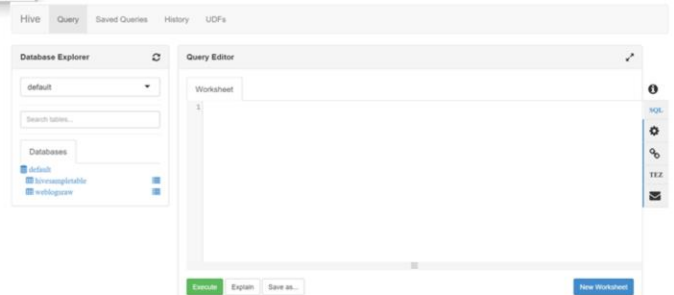 Hive Query Saved Queries History UDFs
Database Explorer
default
Search tables...
Databases
default
hivesampletable
weblogsraw
Query Editor
Worksheet
1
Execute Explain Save as... New Worksheet
SQL
TEZ